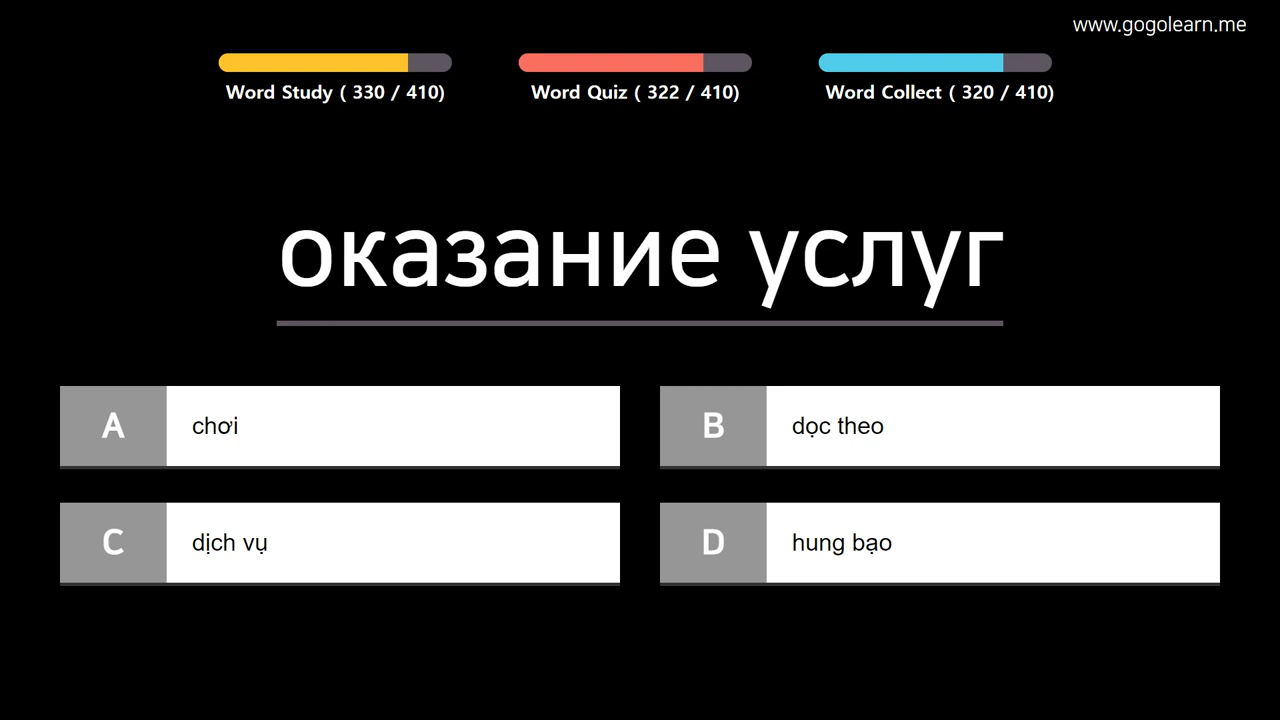 www.gogolearn.me
Word Study ( 330 / 410)
Word Quiz ( 322 / 410)
Word Collect ( 320 / 410)
оказание услуг
A chơi
B dọc theo
C dịch vụ
D hung bạo